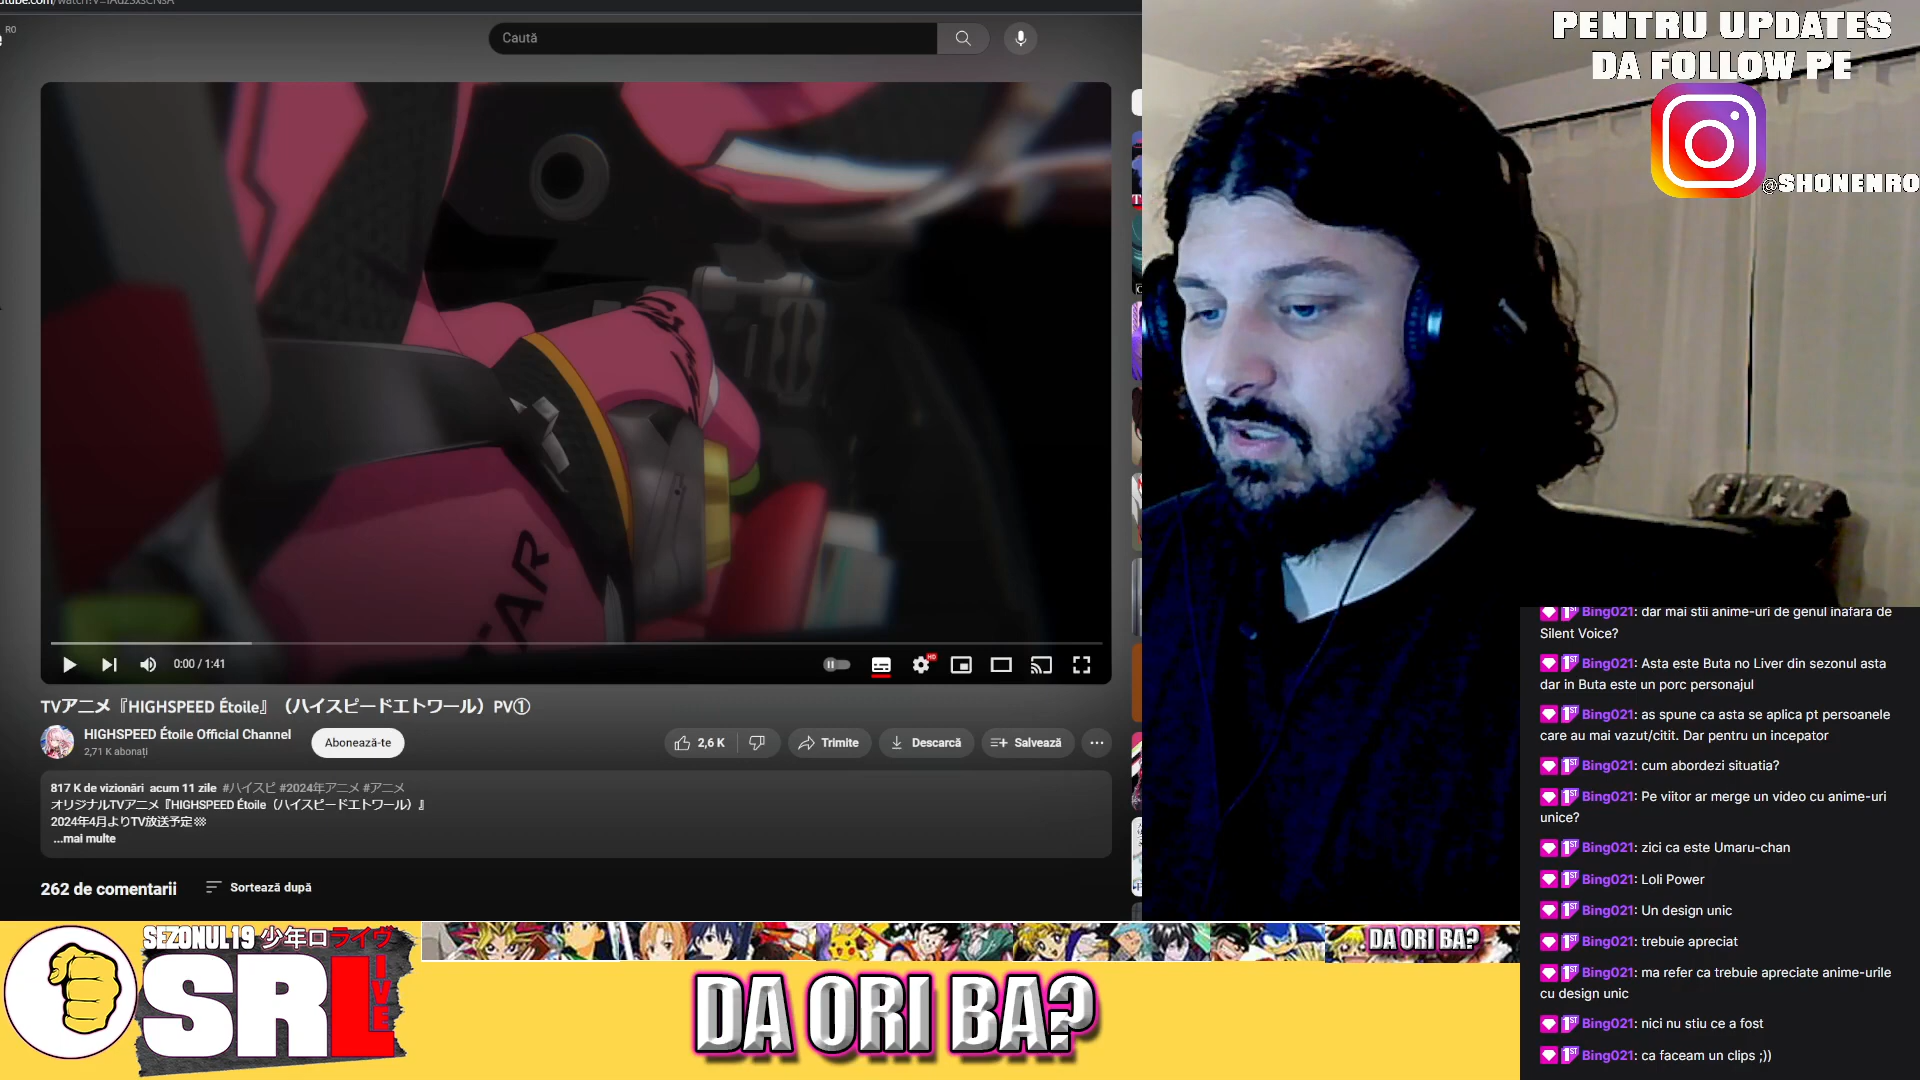 RO
Caută
0:00 / 1:41
HD
TVアニメ『HIGHSPEED Étoile』（ハイスピードエトワール）PV①
HIGHSPEED Étoile Official Channel
2,71 K abonați
Abonează-te
2,6 K
Trimite
Descarcă
Salvează
817 K de vizionări acum 11 zile #ハイスピ #2024年アニメ #アニメ
オリジナルTVアニメ『HIGHSPEED Étoile（ハイスピードエトワール）』
2024年4月よりTV放送予定🏁
...mai multe
262 de comentarii
Sortează după
PENTRU UPDATES
DA FOLLOW PE
@SHONENRO
Bing021: dar mai stii anime-uri de genul inafara de
Silent Voice?
Bing021: Asta este Buta no Liver din sezonul asta
dar in Buta este un porc personajul
Bing021: as spune ca asta se aplica pt persoanele
care au mai vazut/citit. Dar pentru un incepator
Bing021: cum abordezi situatia?
Bing021: Pe viitor ar merge un video cu anime-uri
unice?
Bing021: zici ca este Umaru-chan
Bing021: Loli Power
Bing021: Un design unic
Bing021: trebuie apreciat
Bing021: ma refer ca trebuie apreciate anime-urile
cu design unic
Bing021: nici nu stiu ce a fost
Bing021: ca faceam un clips ;))
SEZONUL19 少年ロライヴ
SRL
LIVE
DA ORI BA?
DA ORI BA?